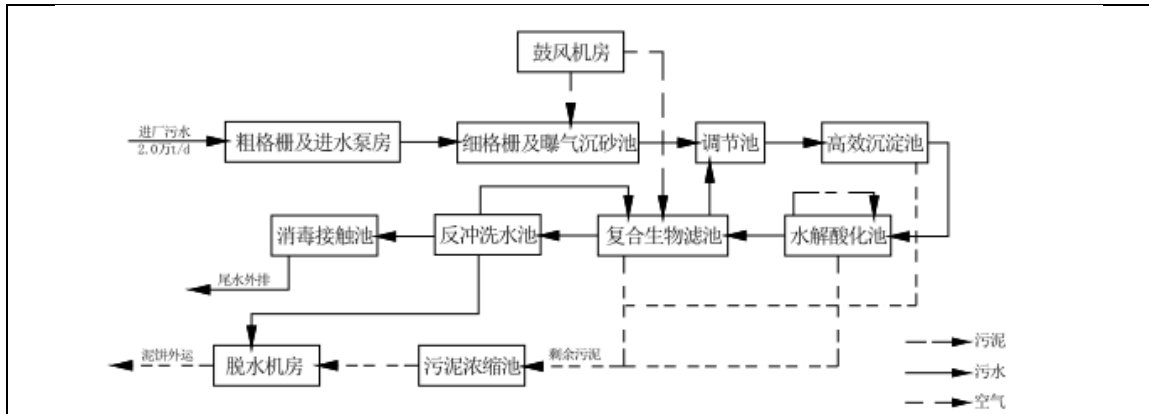 鼓风机房
进厂污水
2.0万t/d
粗格栅及进水泵房
细格栅及曝气沉砂池
调节池
高效沉淀池
消毒接触池
反冲洗水池
复合生物滤池
水解酸化池
尾水外排
泥饼外运
脱水机房
污泥浓缩池
剩余污泥
污泥
污水
空气